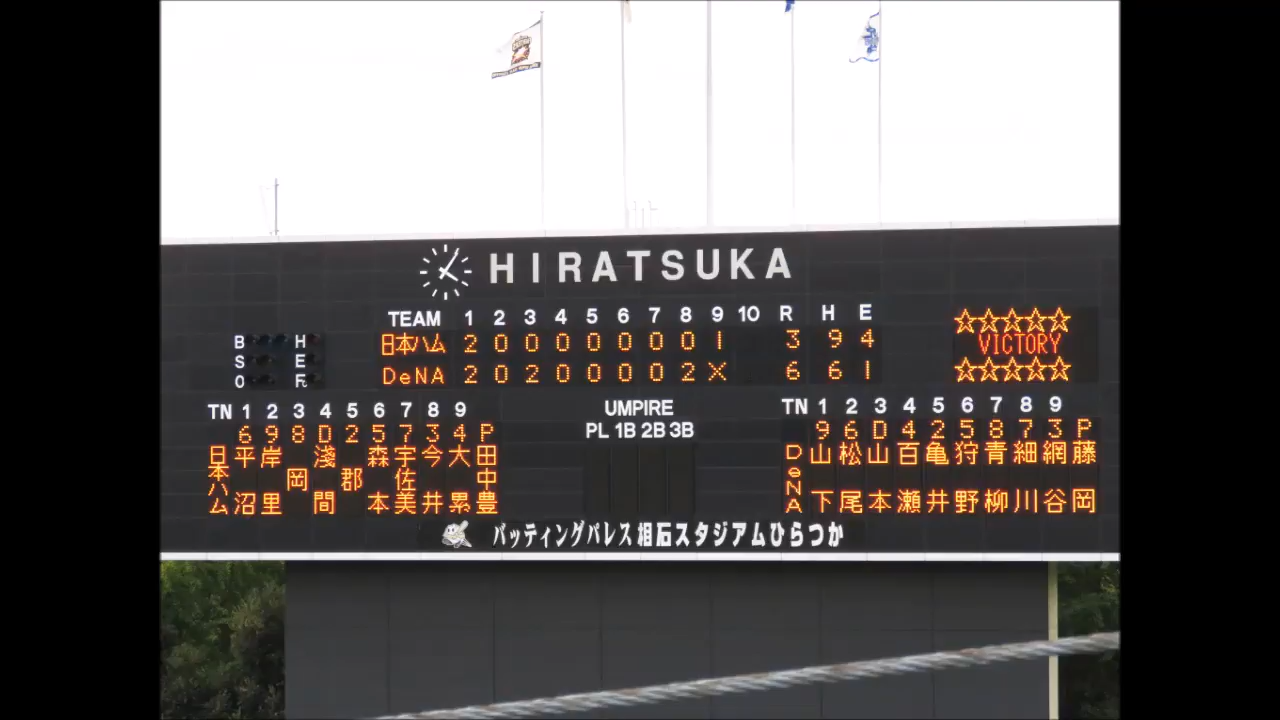 HIRATSUKA
TEAM 1 2 3 4 5 6 7 8 9 10 R H E
日本ハム 2 0 0 0 0 0 0 0 1 3 9 4
DeNA 2 0 2 0 0 0 0 2 X 6 6 1
☆☆☆☆☆
VICTORY
☆☆☆☆☆
B H
S E
O FC
TN 1 2 3 4 5 6 7 8 9
6 9 8 D 2 5 7 3 4 P
日本ハム 平沼 岸里 岡 淺間 郡 森本 宇佐美 今井 大累 田中豊
UMPIRE
PL 1B 2B 3B
TN 1 2 3 4 5 6 7 8 9
9 6 D 4 2 5 8 7 3 P
DeNA 山下 松尾 山本 百瀬 亀井 狩野 青柳 細川 網谷 藤岡
バッティングパレス相石スタジアムひらつか